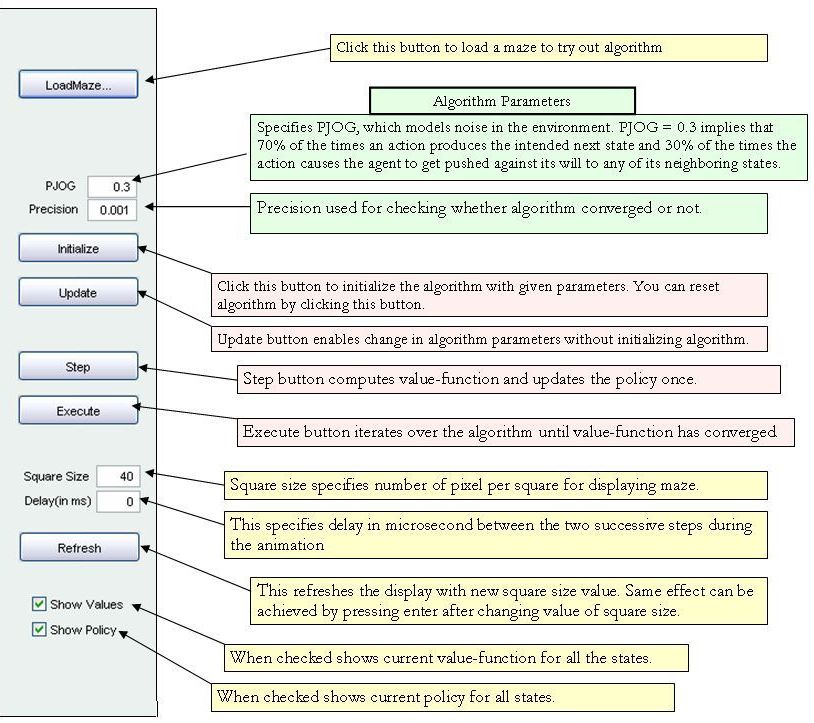 Click this button to load a maze to try out algorithm
LoadMaze...
Algorithm Parameters
Specifies PJOG, which models noise in the environment. PJOG = 0.3 implies that
70% of the times an action produces the intended next state and 30% of the times the
action causes the agent to get pushed against its will to any of its neighboring states.
PJOG 0.3
Precision 0.001
Precision used for checking whether algorithm converged or not.
Initialize
Click this button to initialize the algorithm with given parameters. You can reset
algorithm by clicking this button.
Update
Update button enables change in algorithm parameters without initializing algorithm.
Step
Step button computes value-function and updates the policy once.
Execute
Execute button iterates over the algorithm until value-function has converged
Square Size 40
Square size specifies number of pixel per square for displaying maze.
Delay(in ms) 0
This specifies delay in microsecond between the two successive steps during
the animation
Refresh
This refreshes the display with new square size value. Same effect can be
achieved by pressing enter after changing value of square size.
Show Values
Show Policy
When checked shows current value-function for all the states.
When checked shows current policy for all states.